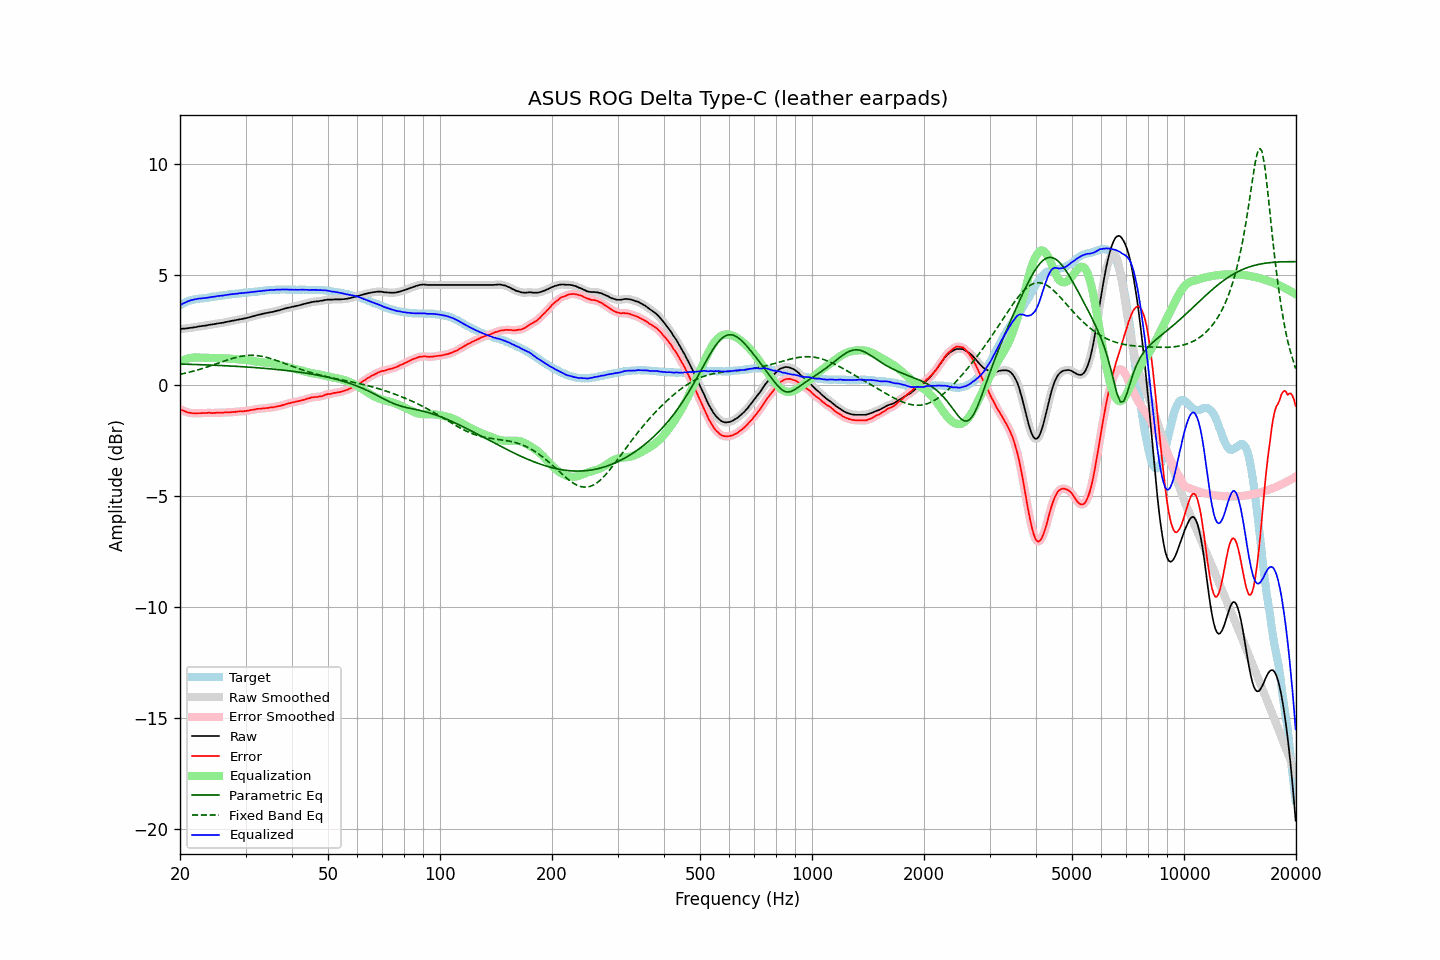 ASUS ROG Delta Type-C (leather earpads)
Amplitude (dBr)
10
5
0
−5
−10
−15
−20
Target
Raw Smoothed
Error Smoothed
Raw
Error
Equalization
Parametric Eq
Fixed Band Eq
Equalized
20
50
100
200
500
1000
2000
5000
10000
20000
Frequency (Hz)